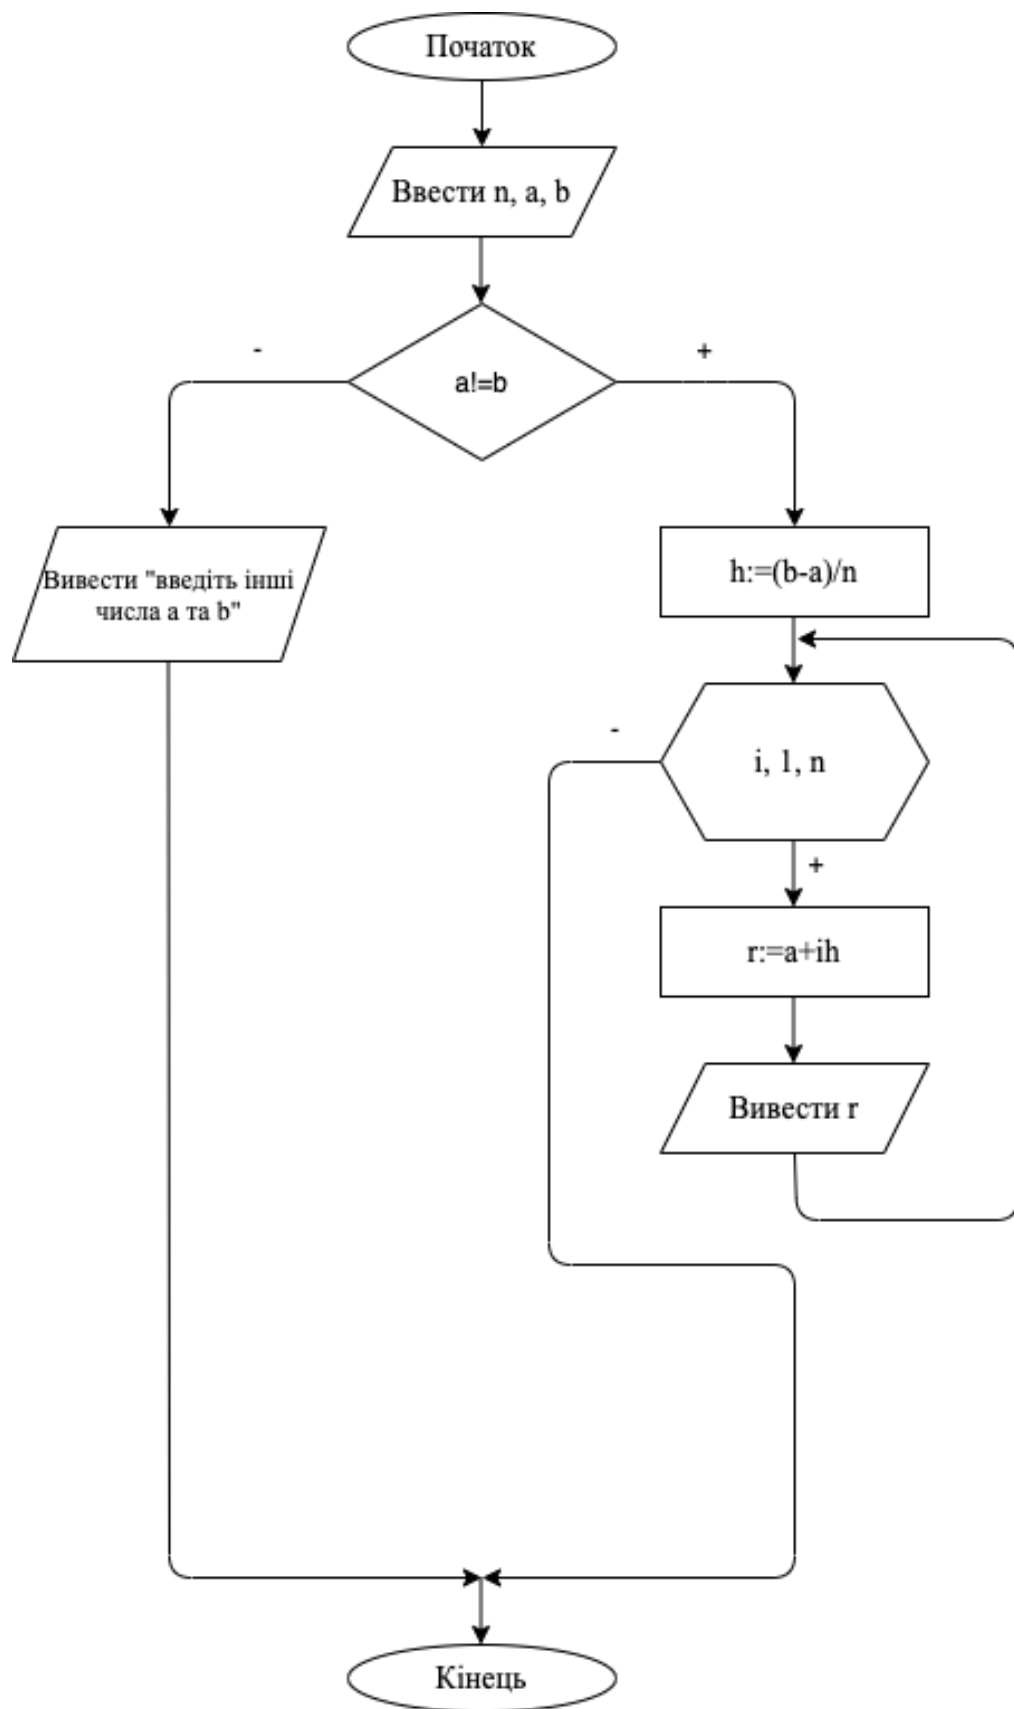 Початок
Ввести n, a, b
-
+
a!=b
Вивести "введіть інші
числа a та b"
h:=(b-a)/n
-
i, 1, n
+
r:=a+ih
Вивести r
Кінець